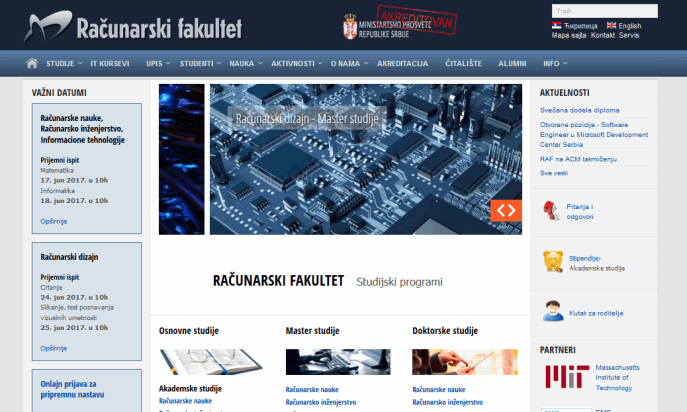 Traži...
Računarski fakultet
MINISTARSTVO PROSVETE
REPUBLIKE SRBIJE
AKREDITOVAN
Ћирилица English
Mapa sajta Kontakt Servis
STUDIJE IT KURSEVI UPIS STUDENTI NAUKA AKTIVNOSTI O NAMA AKREDITACIJA ČITALIŠTE ALUMNI INFO
VAŽNI DATUMI
Računarske nauke,
Računarsko inženjerstvo,
Informacione tehnologije
Prijemni ispit
Matematika
17. jun 2017. u 10h
Informatika
18. jun 2017. u 10h
Opširnije
Računarski dizajn
Prijemni ispit
Crtanje
24. jun 2017. u 10h
Slikanje, test poznavanja
vizuelnih umetnosti
25. jun 2017. u 10h
Opširnije
Onlajn prijava za
pripremnu nastavu
Računarski dizajn - Master studije
RAČUNARSKI FAKULTET Studijski programi
Osnovne studije
Akademske studije
Računarske nauke
Master studije
Računarske nauke
Računarsko inženjerstvo
Doktorske studije
Računarske nauke
Računarsko inženjerstvo
AKTUELNOSTI
Svečana dodela diploma
Otvorene pozicije - Software
Engineer u Microsoft Development
Center Serbia
RAF na ACM takmičenju
Sve vesti
Pitanja i
odgovori
Stipendije:
Akademske studije
Kutak za roditelje
PARTNERI
MIT
Massachusetts
Institute of
Technology